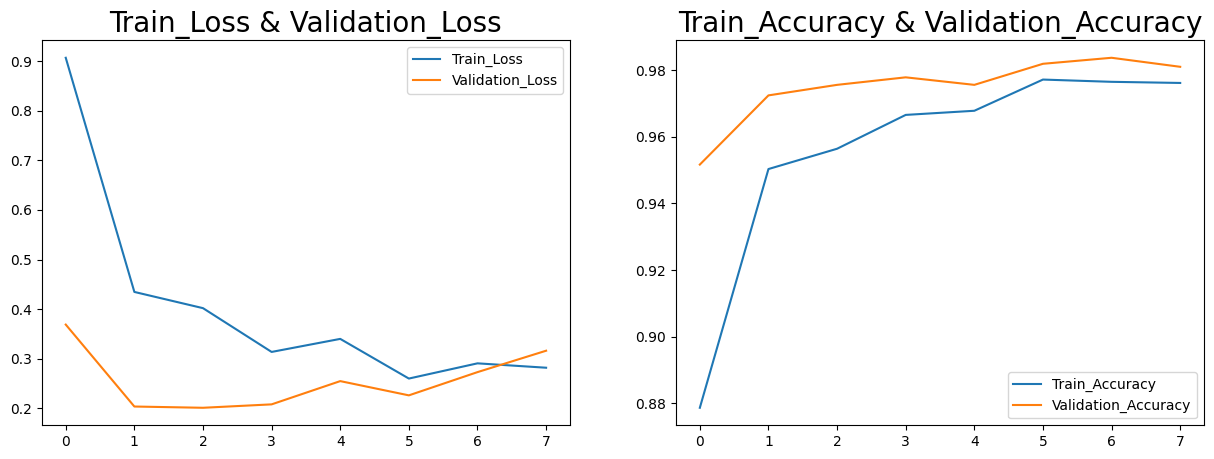 Train_Loss & Validation_Loss
0.9
0.8
0.7
0.6
0.5
0.4
0.3
0.2
0 1 2 3 4 5 6 7
Train_Loss
Validation_Loss
Train_Accuracy & Validation_Accuracy
0.98
0.96
0.94
0.92
0.90
0.88
0 1 2 3 4 5 6 7
Train_Accuracy
Validation_Accuracy